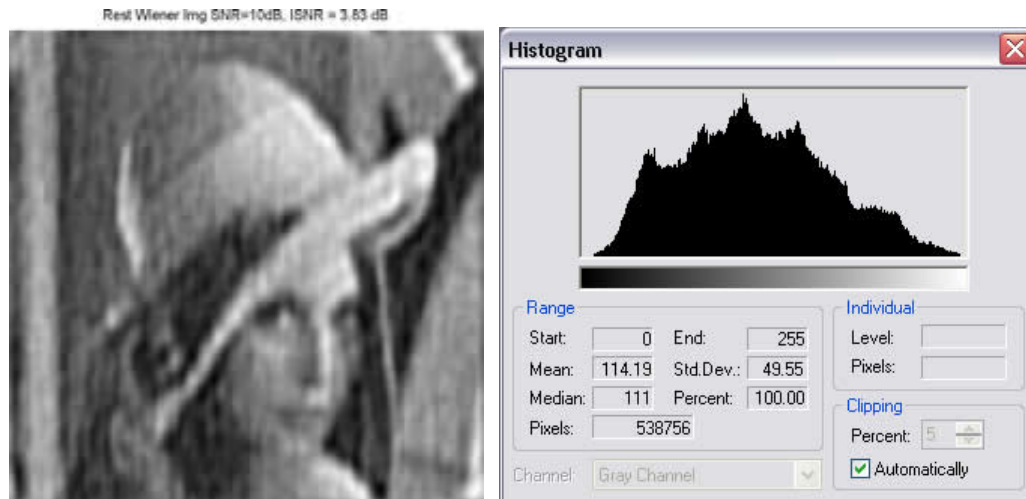 Rest Wiener Img SNR=10dB, ISNR = 3.83 dB
Histogram
Range
Start: 0 End: 255
Mean: 114.19 Std.Dev.: 49.55
Median: 111 Percent: 100.00
Pixels: 538756
Individual
Level:
Pixels:
Clipping
Percent: 5
Automatically
Channel: Gray Channel